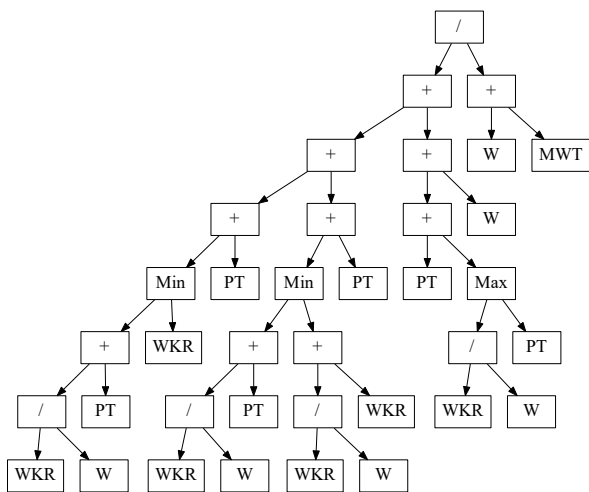 /
+ +
+ + W MWT
+ + + W
Min PT Min PT PT Max
+ WKR + + / PT
/ PT / PT / WKR WKR W
WKR W WKR W WKR W